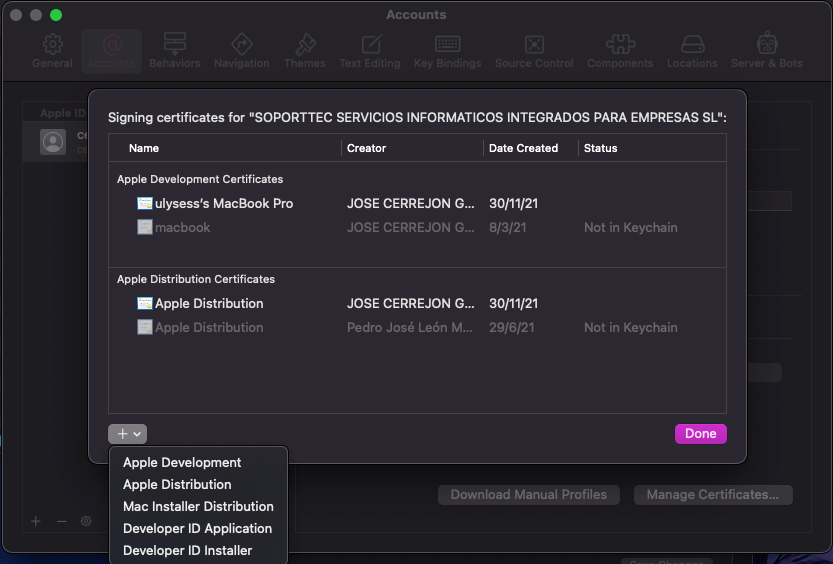 Accounts
General
Accounts
Behaviors
Navigation
Themes
Text Editing
Key Bindings
Source Control
Components
Locations
Server & Bots
Apple ID
Signing certificates for "SOPORTTEC SERVICIOS INFORMATICOS INTEGRADOS PARA EMPRESAS SL":
Name Creator Date Created Status
Apple Development Certificates
ulysess’s MacBook Pro JOSE CERREJON G... 30/11/21
macbook JOSE CERREJON G... 8/3/21 Not in Keychain
Apple Distribution Certificates
Apple Distribution JOSE CERREJON G... 30/11/21
Apple Distribution Pedro José León M... 29/6/21 Not in Keychain
Done
Apple Development
Apple Distribution
Mac Installer Distribution
Developer ID Application
Developer ID Installer
Download Manual Profiles
Manage Certificates...